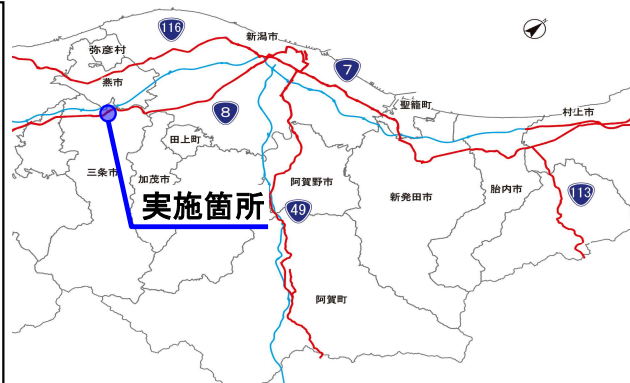 116
新潟市
弥彦村
7
燕市
8
聖籠町
村上市
田上町
三条市
加茂市
阿賀野市
新発田市
胎内市
113
実施箇所
49
阿賀町